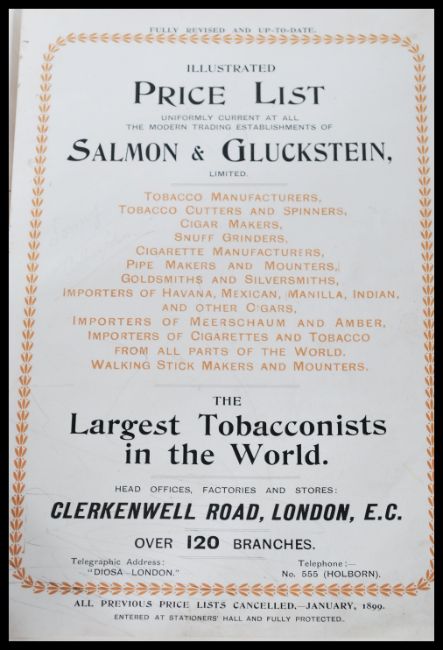 FULLY REVISED AND UP-TO-DATE.
ILLUSTRATED
PRICE LIST
UNIFORMLY CURRENT AT ALL
THE MODERN TRADING ESTABLISHMENTS OF
SALMON & GLUCKSTEIN,
LIMITED.
TOBACCO MANUFACTURERS,
TOBACCO CUTTERS AND SPINNERS,
CIGAR MAKERS,
SNUFF GRINDERS,
CIGARETTE MANUFACTURERS,
PIPE MAKERS AND MOUNTERS,
GOLDSMITHS AND SILVERSMITHS,
IMPORTERS OF HAVANA, MEXICAN, MANILLA, INDIAN,
AND OTHER CIGARS,
IMPORTERS OF MEERSCHAUM AND AMBER,
IMPORTERS OF CIGARETTES AND TOBACCO
FROM ALL PARTS OF THE WORLD.
WALKING STICK MAKERS AND MOUNTERS.
THE
Largest Tobacconists
in the World.
HEAD OFFICES, FACTORIES AND STORES:
CLERKENWELL ROAD, LONDON, E.C.
OVER 120 BRANCHES.
Telegraphic Address:
"DIOSA-LONDON."
Telephone:—
No. 555 (HOLBORN).
ALL PREVIOUS PRICE LISTS CANCELLED.—JANUARY, 1899.
ENTERED AT STATIONERS' HALL AND FULLY PROTECTED.